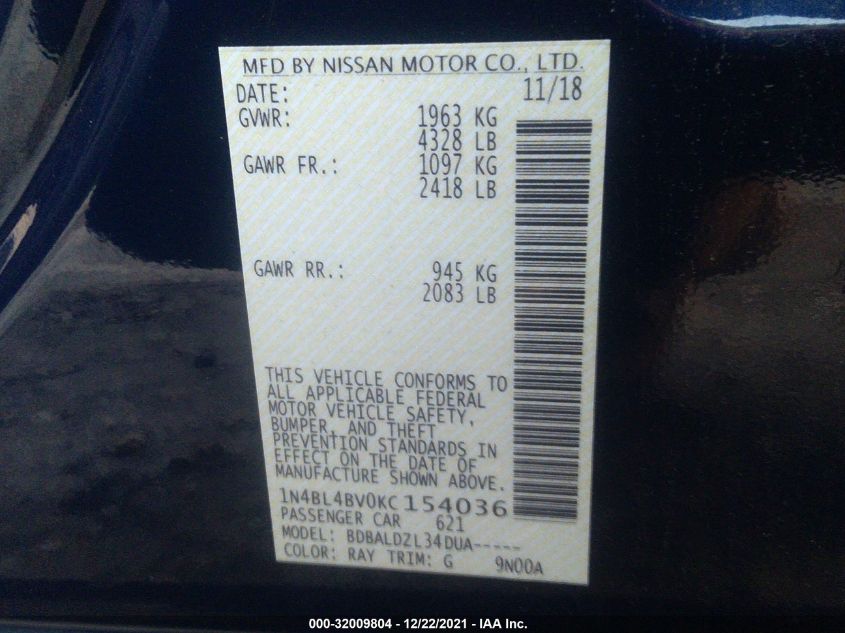 MFD BY NISSAN MOTOR CO., LTD.
DATE: 11/18
GVWR: 1963 KG
4328 LB
GAWR FR.: 1097 KG
2418 LB
GAWR RR.: 945 KG
2083 LB
THIS VEHICLE CONFORMS TO
ALL APPLICABLE FEDERAL
MOTOR VEHICLE SAFETY,
BUMPER, AND THEFT
PREVENTION STANDARDS IN
EFFECT ON THE DATE OF
MANUFACTURE SHOWN ABOVE.
1N4BL4BV0KC154036
PASSENGER CAR 621
MODEL: BDBALDZL34DUA-----
COLOR: RAY TRIM: G 9N00A
000-32009804 - 12/22/2021 - IAA Inc.